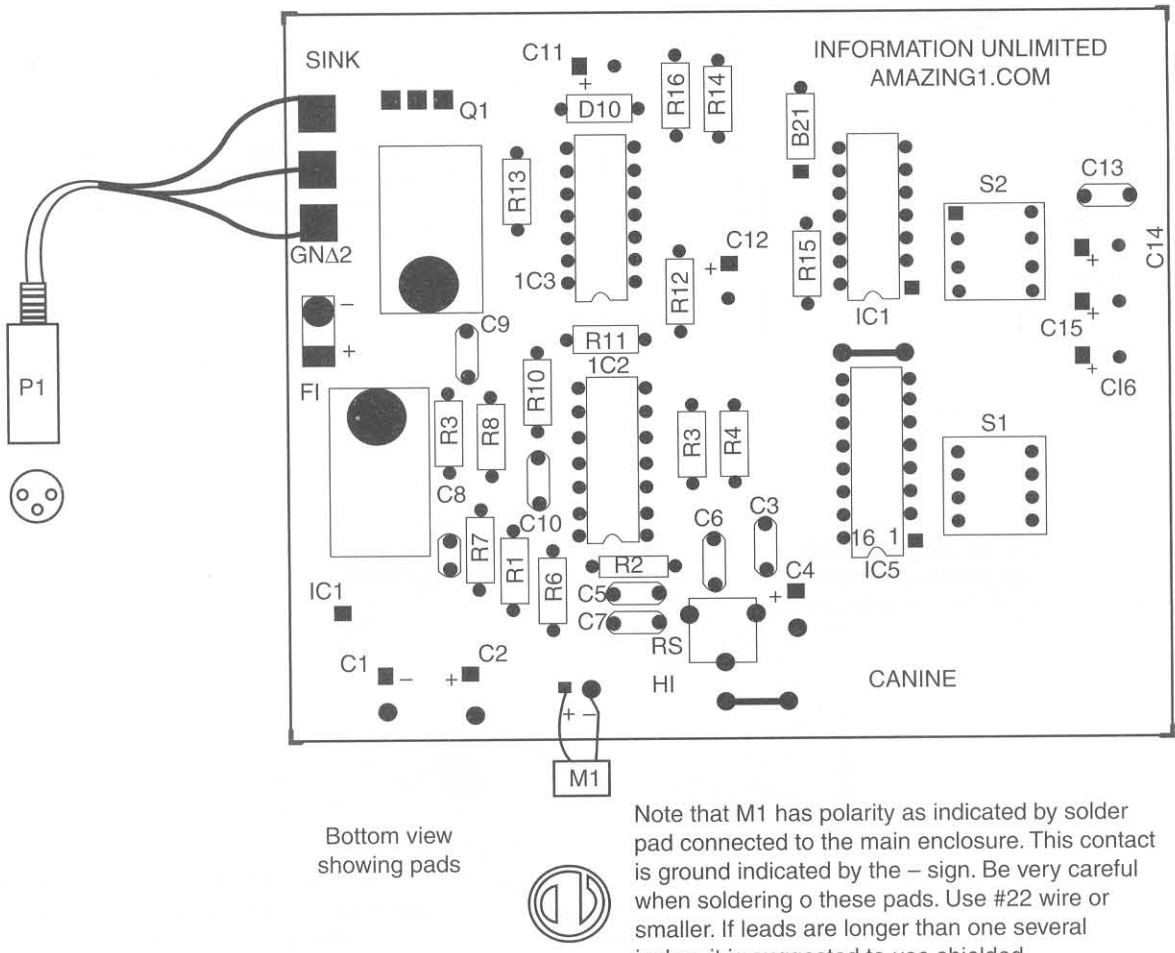 SINK
C11
+
INFORMATION UNLIMITED
AMAZING1.COM
Q1
D10
R16
R14
B21
R13
S2
C13
C14
GN∆2
1C3
R12
+
C12
R15
IC1
+
C15
+
-
+
FI
P1
C9
R11
1C2
R10
+
CI6
R3
R8
R3
R4
S1
C8
C10
R7
R1
R6
C6
C3
16 1
IC5
R2
C5
C7
+
C4
IC1
RS
HI
C1
–
+
C2
CANINE
+ –
M1
Bottom view
showing pads
Note that M1 has polarity as indicated by solder
pad connected to the main enclosure. This contact
is ground indicated by the – sign. Be very careful
when soldering o these pads. Use #22 wire or
smaller. If leads are longer than one several